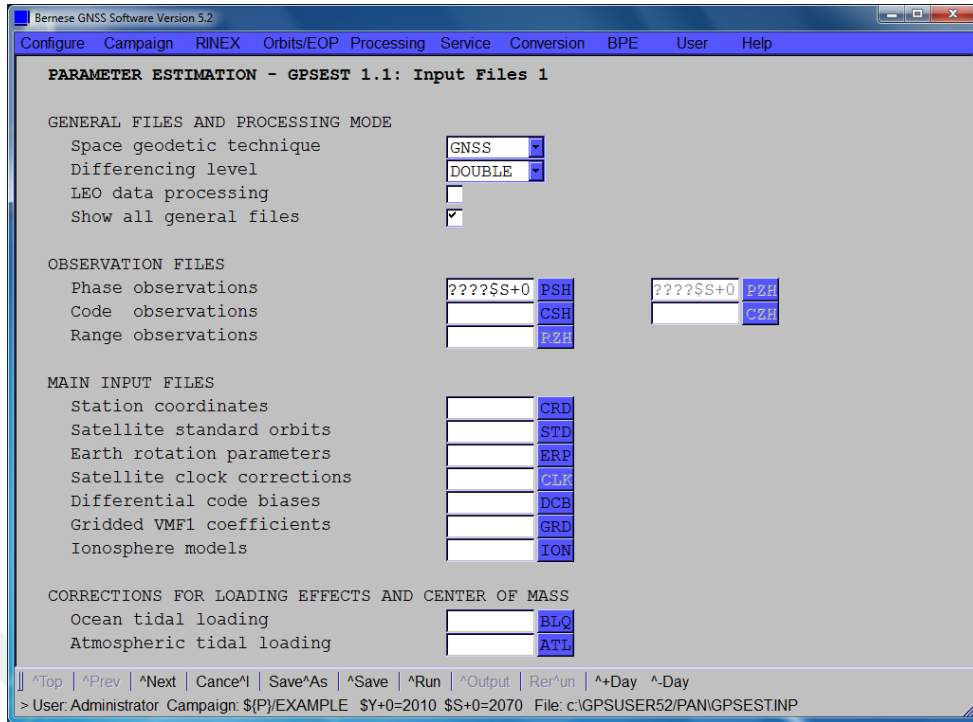 Bernese GNSS Software Version 5.2
Configure Campaign RINEX Orbits/EOP Processing Service Conversion BPE User Help
PARAMETER ESTIMATION - GPSEST 1.1: Input Files 1
GENERAL FILES AND PROCESSING MODE
Space geodetic technique GNSS
Differencing level DOUBLE
LEO data processing
Show all general files
OBSERVATION FILES
Phase observations ????$S+0 PSH ????$S+0 PZH
Code observations CSH CZH
Range observations RZH
MAIN INPUT FILES
Station coordinates CRD
Satellite standard orbits STD
Earth rotation parameters ERP
Satellite clock corrections CLK
Differential code biases DCB
Gridded VMF1 coefficients GRD
Ionosphere models ION
CORRECTIONS FOR LOADING EFFECTS AND CENTER OF MASS
Ocean tidal loading BLQ
Atmospheric tidal loading ATL
^Top | ^Prev | ^Next | Cance^l | Save^As | ^Save | ^Run | ^Output | Rer^un | ^+Day ^-Day
> User: Administrator Campaign: ${P}/EXAMPLE $Y+0=2010 $S+0=2070 File: c:\GPSUSER52/PAN\GPSEST.INP